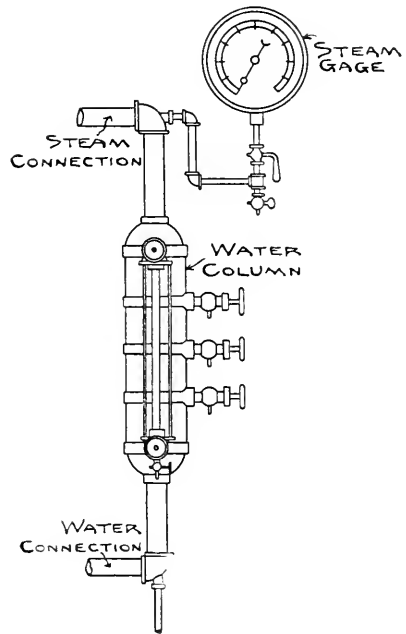 STEAM
GAGE
STEAM
CONNECTION
WATER
COLUMN
WATER
CONNECTION